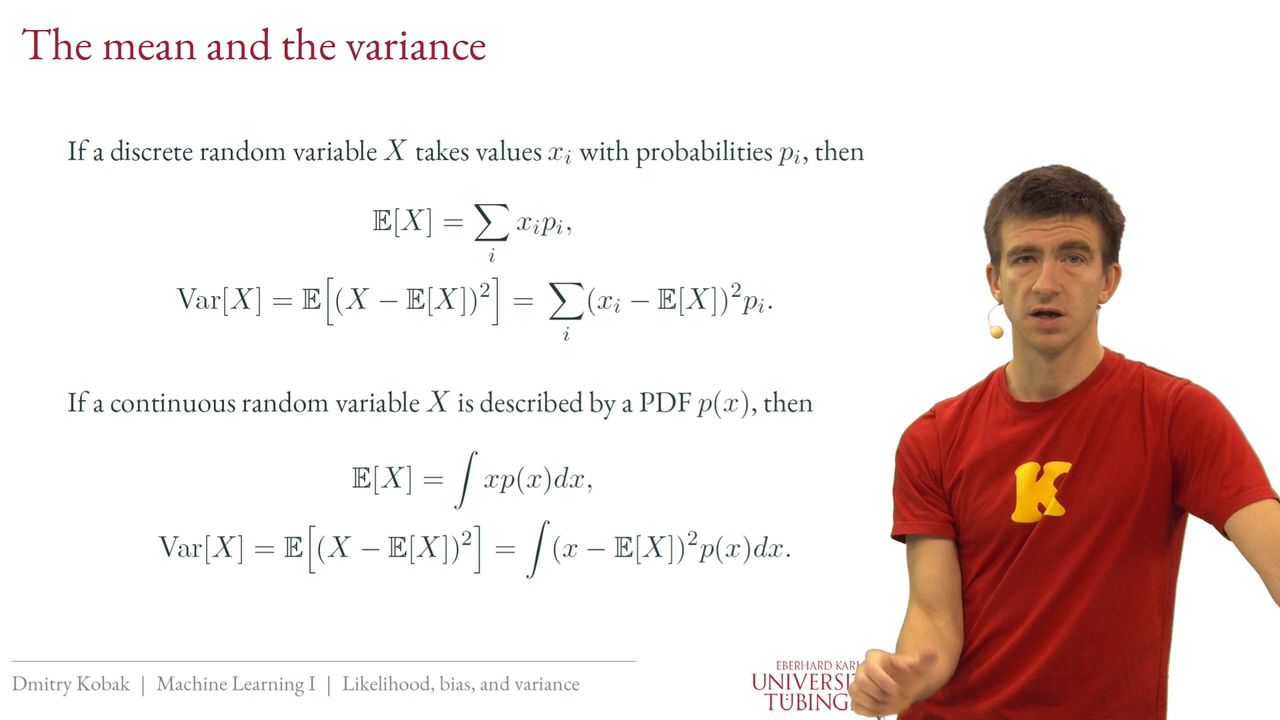 The mean and the variance
If a discrete random variable X takes values x_i with probabilities p_i, then
𝔼[X] = ∑_i x_i p_i,
Var[X] = 𝔼[(X − 𝔼[X])²] = ∑_i (x_i − 𝔼[X])² p_i.
If a continuous random variable X is described by a PDF p(x), then
𝔼[X] = ∫ xp(x)dx,
Var[X] = 𝔼[(X − 𝔼[X])²] = ∫(x − 𝔼[X])² p(x)dx.
K
Dmitry Kobak | Machine Learning I | Likelihood, bias, and variance
EBERHARD KARL
UNIVERSI
TÜBING